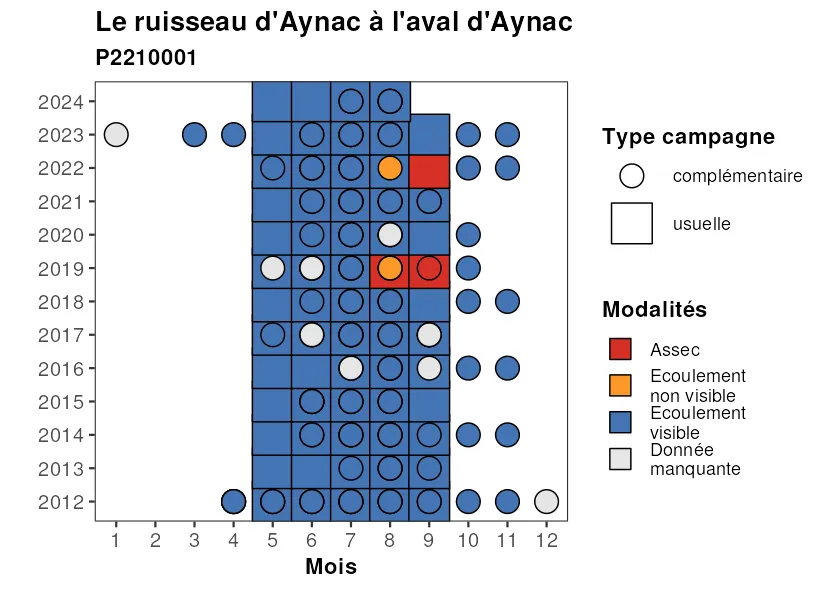 Le ruisseau d'Aynac à l'aval d'Aynac
P2210001
2024
2023
2022
2021
2020
2019
2018
2017
2016
2015
2014
2013
2012
1 2 3 4 5 6 7 8 9 10 11 12
Mois
Type campagne
complémentaire
usuelle
Modalités
Assec
Ecoulement
non visible
Ecoulement
visible
Donnée
manquante